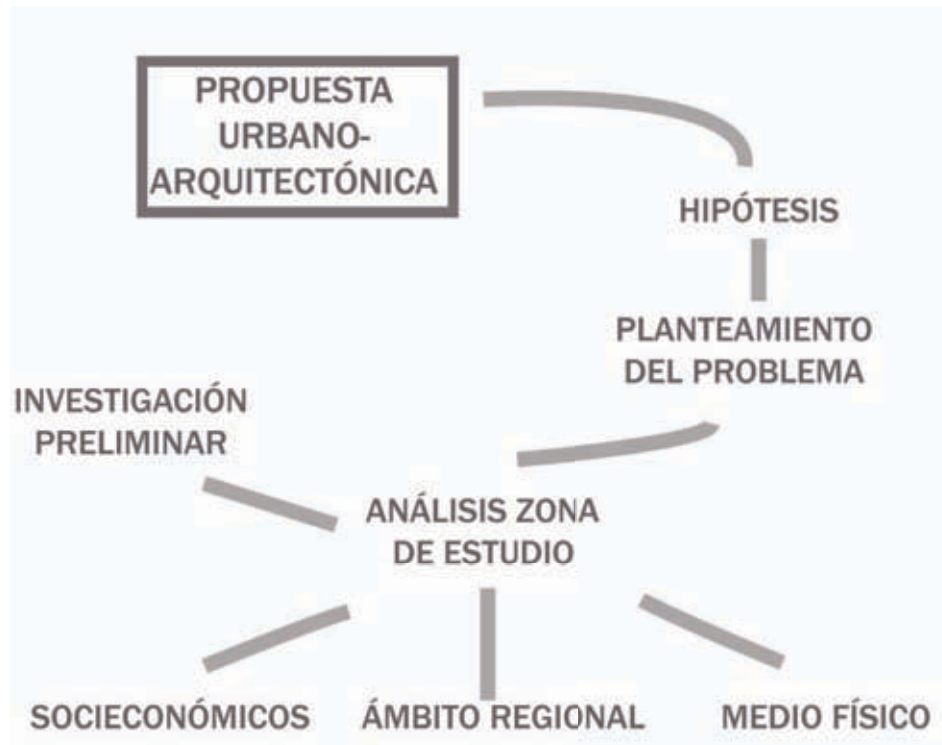 PROPUESTA
URBANO-
ARQUITECTÓNICA
HIPÓTESIS
PLANTEAMIENTO
DEL PROBLEMA
INVESTIGACIÓN
PRELIMINAR
ANÁLISIS ZONA
DE ESTUDIO
SOCIECONÓMICOS
ÁMBITO REGIONAL
MEDIO FÍSICO